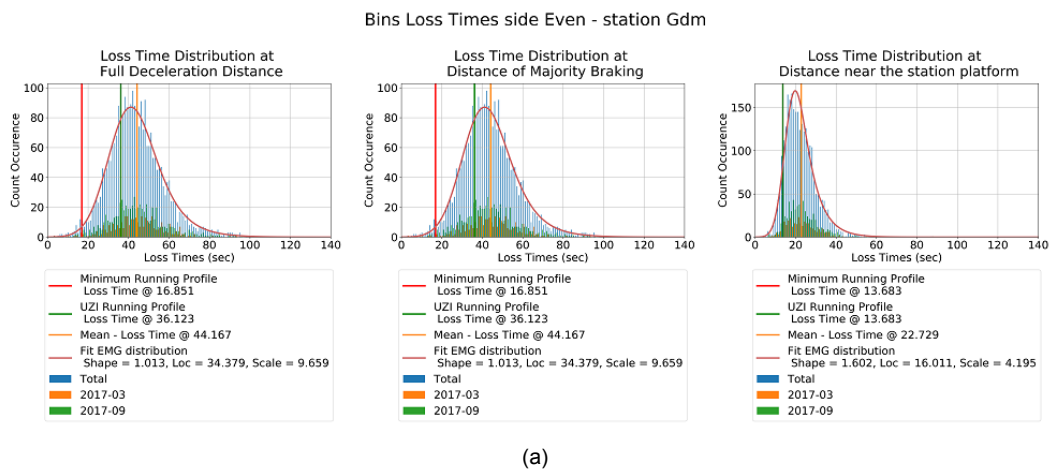 Bins Loss Times side Even - station Gdm
Loss Time Distribution at
Full Deceleration Distance
Count Occurence
100
80
60
40
20
0
0 20 40 60 80 100 120 140
Loss Times (sec)
Minimum Running Profile
Loss Time @ 16.851
UZI Running Profile
Loss Time @ 36.123
Mean - Loss Time @ 44.167
Fit EMG distribution
Shape = 1.013, Loc = 34.379, Scale = 9.659
Total
2017-03
2017-09
Loss Time Distribution at
Distance of Majority Braking
Count Occurence
100
80
60
40
20
0
0 20 40 60 80 100 120 140
Loss Times (sec)
Minimum Running Profile
Loss Time @ 16.851
UZI Running Profile
Loss Time @ 36.123
Mean - Loss Time @ 44.167
Fit EMG distribution
Shape = 1.013, Loc = 34.379, Scale = 9.659
Total
2017-03
2017-09
Loss Time Distribution at
Distance near the station platform
Count Occurence
150
100
50
0
0 20 40 60 80 100 120 140
Loss Times (sec)
Minimum Running Profile
Loss Time @ 13.683
UZI Running Profile
Loss Time @ 13.683
Mean - Loss Time @ 22.729
Fit EMG distribution
Shape = 1.602, Loc = 16.011, Scale = 4.195
Total
2017-03
2017-09
(a)